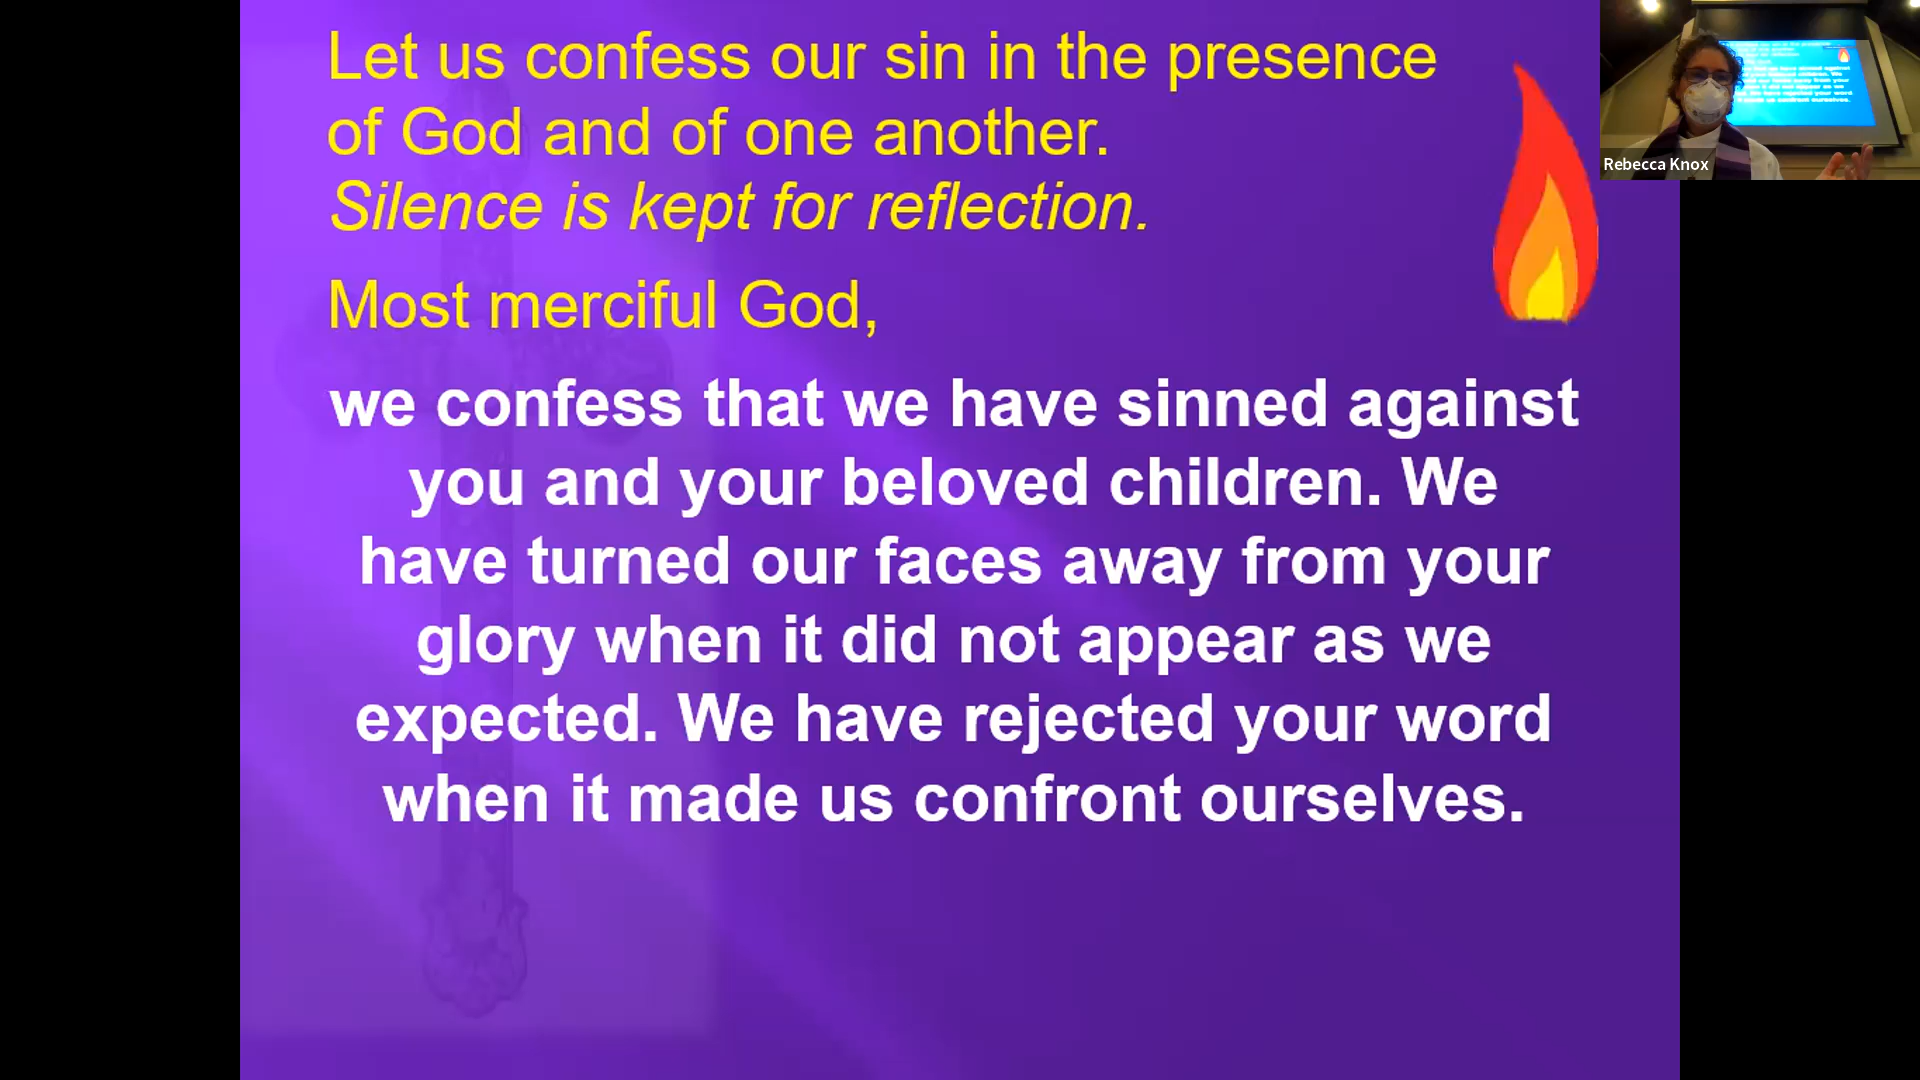 Let us confess our sin in the presence
of God and of one another.
Silence is kept for reflection.
Most merciful God,
we confess that we have sinned against
you and your beloved children. We
have turned our faces away from your
glory when it did not appear as we
expected. We have rejected your word
when it made us confront ourselves.
Rebecca Knox